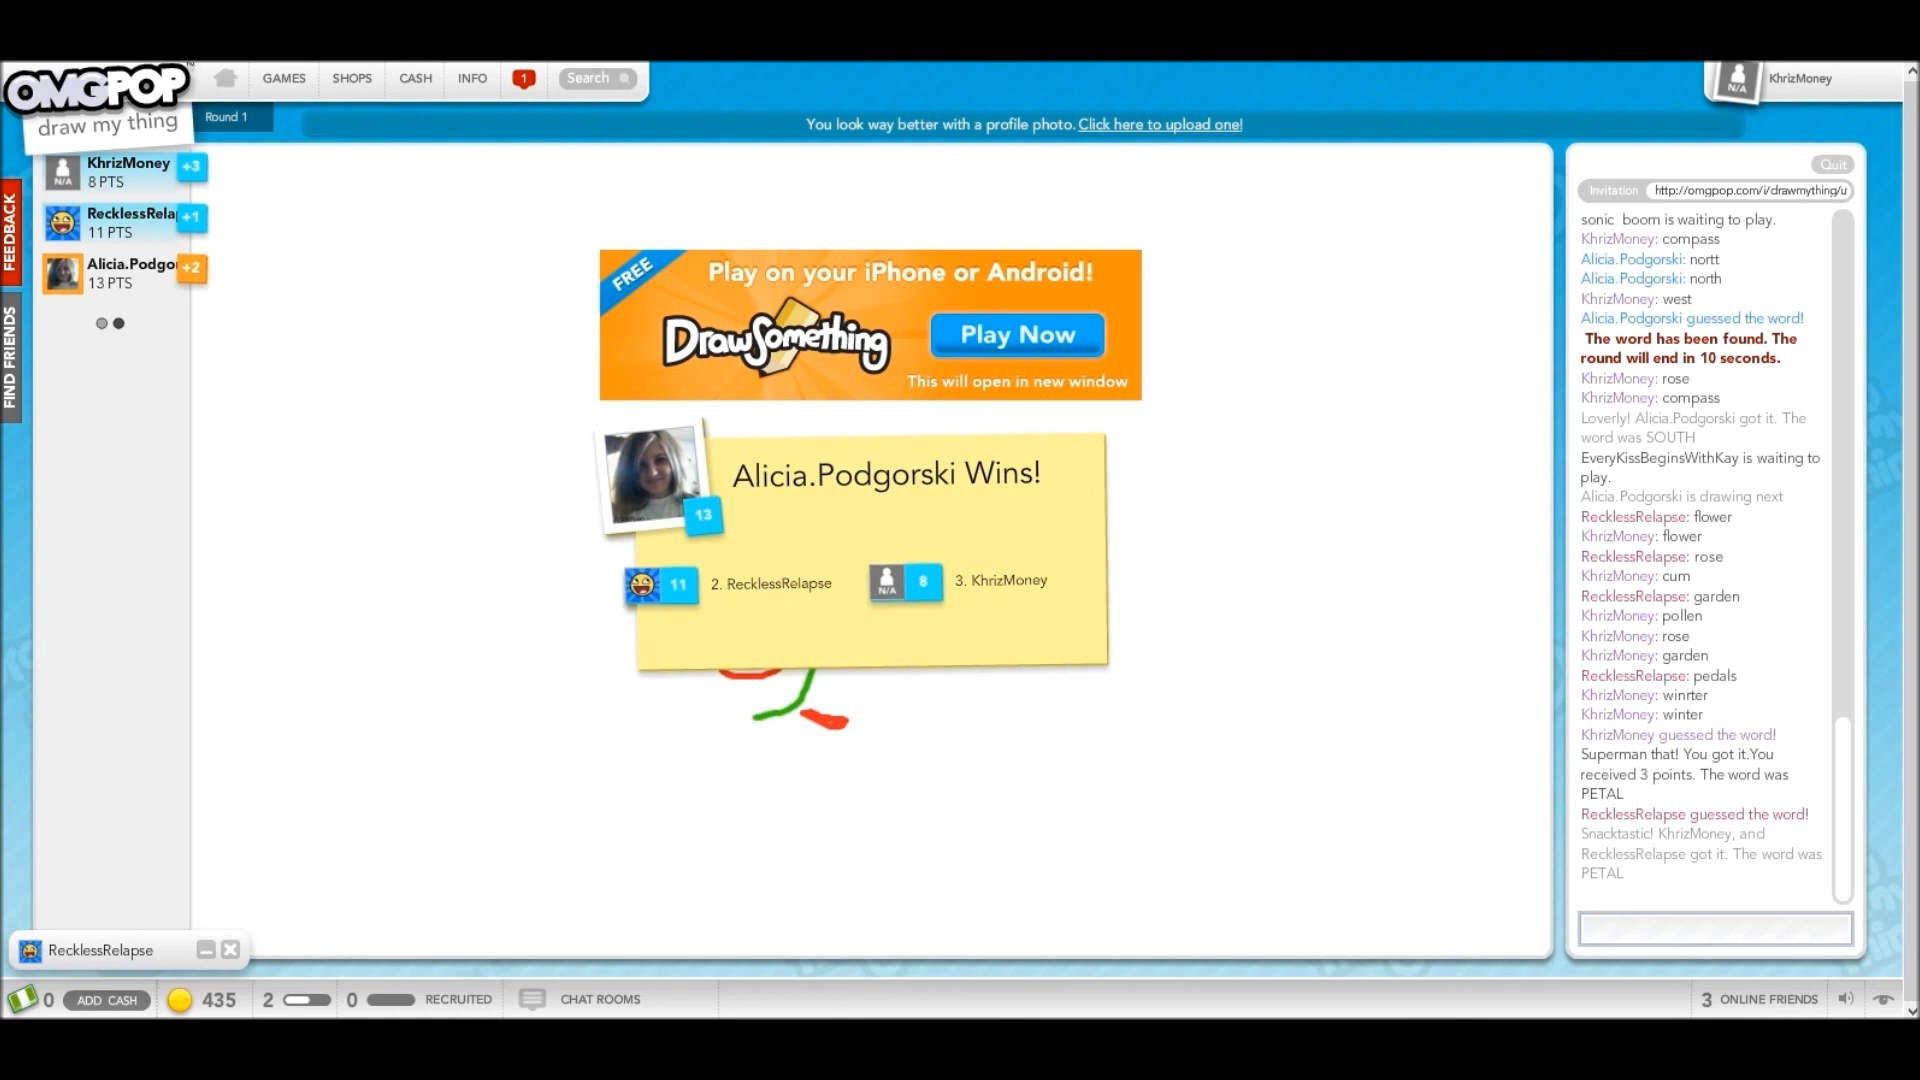 OMGPOP
TM
draw my thing
GAMES
SHOPS
CASH
INFO
1
Search
KhrizMoney
N/A
Round 1
You look way better with a profile photo. Click here to upload one!
FEEDBACK
FIND FRIENDS
KhrizMoney
8 PTS
+3
N/A
RecklessRela
11 PTS
+1
Alicia.Podgo
13 PTS
+2
FREE
Play on your iPhone or Android!
DrawSomething
Play Now
This will open in new window
Alicia.Podgorski Wins!
13
11
2. RecklessRelapse
N/A
8
3. KhrizMoney
Quit
Invitation
http://omgpop.com/i/drawmything/u
sonic boom is waiting to play.
KhrizMoney: compass
Alicia.Podgorski: nortt
Alicia.Podgorski: north
KhrizMoney: west
Alicia.Podgorski guessed the word!
The word has been found. The
round will end in 10 seconds.
KhrizMoney: rose
KhrizMoney: compass
Loverly! Alicia.Podgorski got it. The
word was SOUTH
EveryKissBeginsWithKay is waiting to
play.
Alicia.Podgorski is drawing next
RecklessRelapse: flower
KhrizMoney: flower
RecklessRelapse: rose
KhrizMoney: cum
RecklessRelapse: garden
KhrizMoney: pollen
KhrizMoney: rose
KhrizMoney: garden
RecklessRelapse: pedals
KhrizMoney: winrter
KhrizMoney: winter
KhrizMoney guessed the word!
Superman that! You got it.You
received 3 points. The word was
PETAL
RecklessRelapse guessed the word!
Snacktastic! KhrizMoney, and
RecklessRelapse got it. The word was
PETAL
RecklessRelapse
0
ADD CASH
435
2
0
RECRUITED
CHAT ROOMS
3 ONLINE FRIENDS